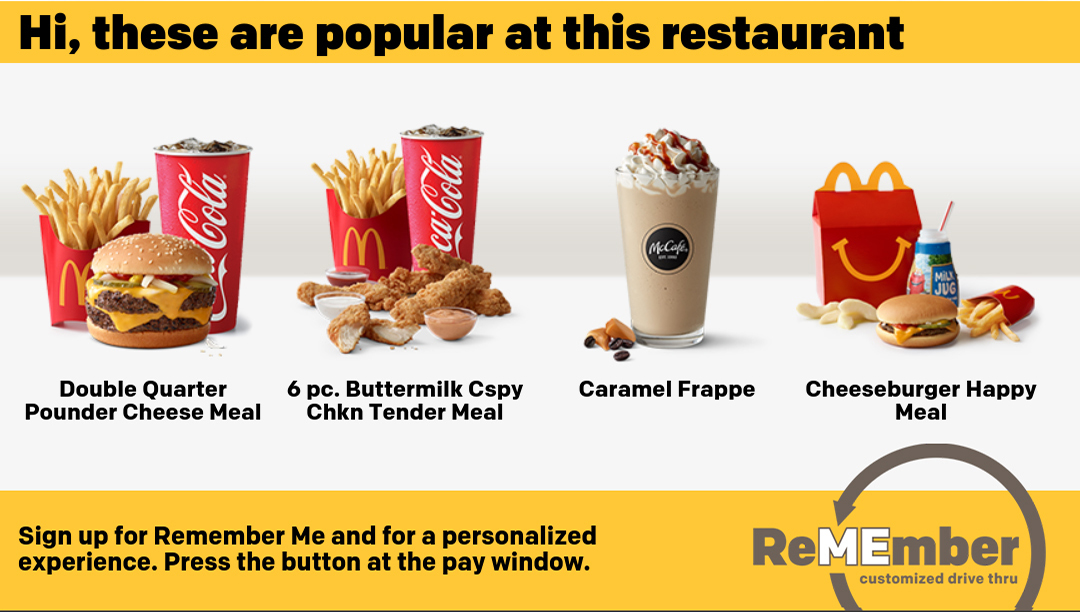 Hi, these are popular at this restaurant
Coca-Cola
McCafé
MILK
JUG
Double Quarter
Pounder Cheese Meal
6 pc. Buttermilk Cspy
Chkn Tender Meal
Caramel Frappe
Cheeseburger Happy
Meal
Sign up for Remember Me and for a personalized
experience. Press the button at the pay window.
ReMEmber
customized drive thru